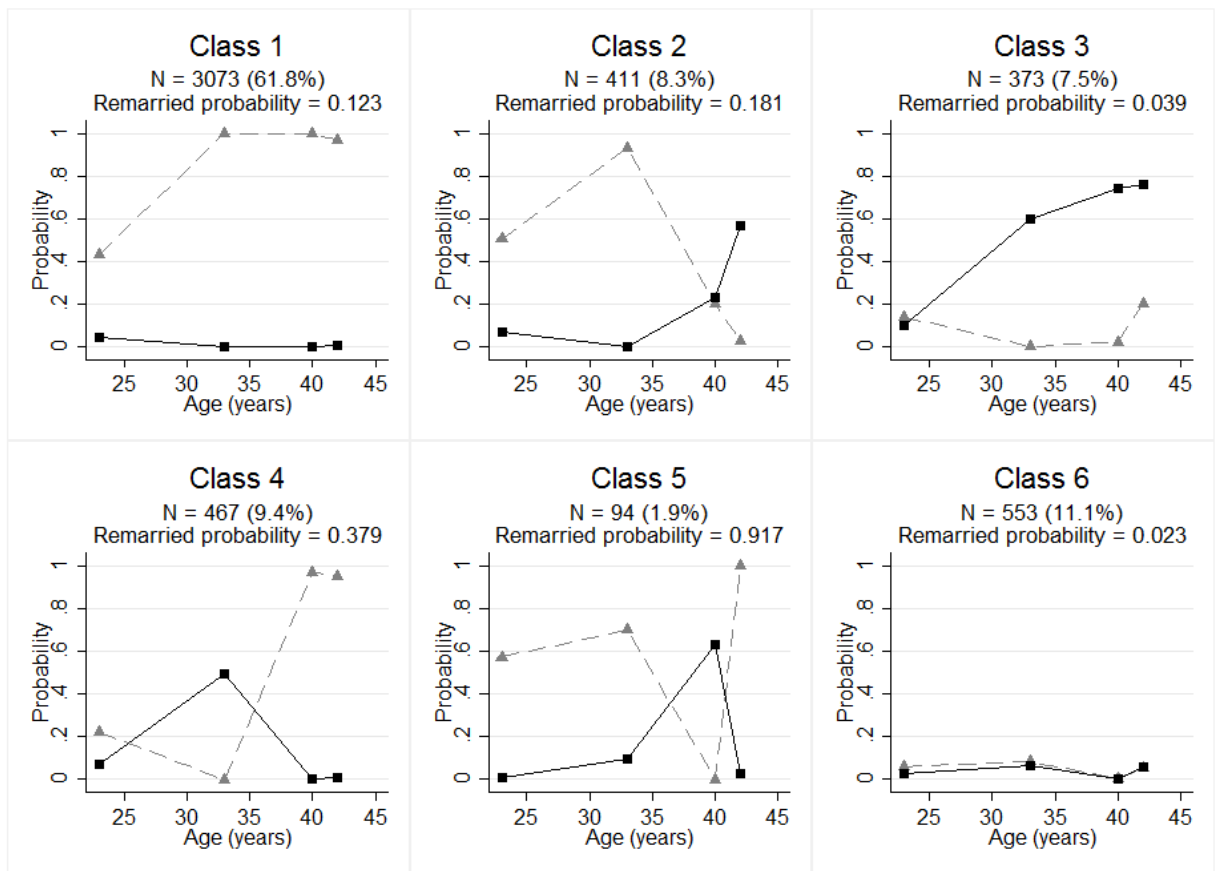 Class 1
N = 3073 (61.8%)
Remarried probability = 0.123
Probability
0 .2 .4 .6 .8 1
25 30 35 40 45
Age (years)
Class 2
N = 411 (8.3%)
Remarried probability = 0.181
Probability
0 .2 .4 .6 .8 1
25 30 35 40 45
Age (years)
Class 3
N = 373 (7.5%)
Remarried probability = 0.039
Probability
0 .2 .4 .6 .8 1
25 30 35 40 45
Age (years)
Class 4
N = 467 (9.4%)
Remarried probability = 0.379
Probability
0 .2 .4 .6 .8 1
25 30 35 40 45
Age (years)
Class 5
N = 94 (1.9%)
Remarried probability = 0.917
Probability
0 .2 .4 .6 .8 1
25 30 35 40 45
Age (years)
Class 6
N = 553 (11.1%)
Remarried probability = 0.023
Probability
0 .2 .4 .6 .8 1
25 30 35 40 45
Age (years)